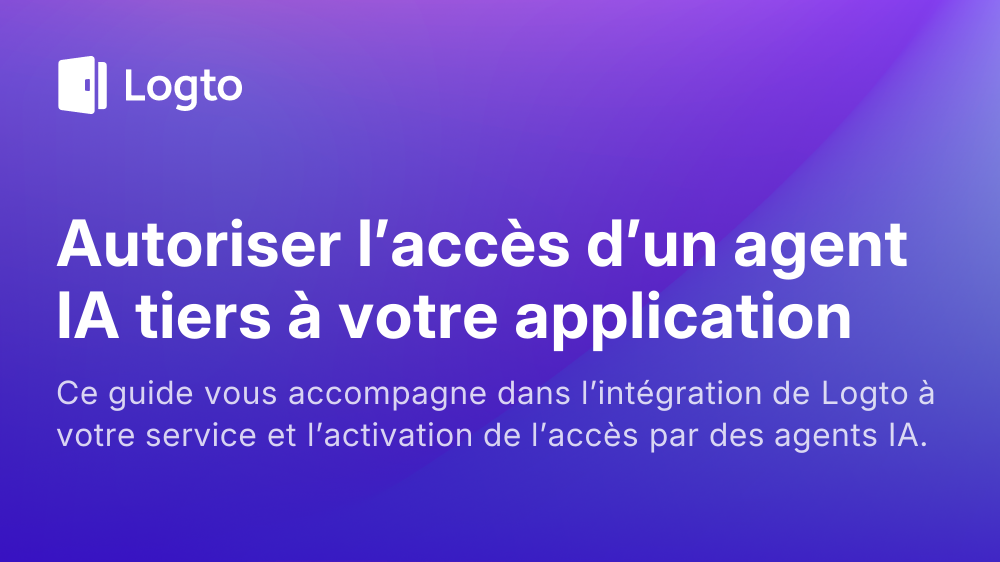 Logto
Autoriser l’accès d’un agent
IA tiers à votre application
Ce guide vous accompagne dans l’intégration de Logto à
votre service et l’activation de l’accès par des agents IA.